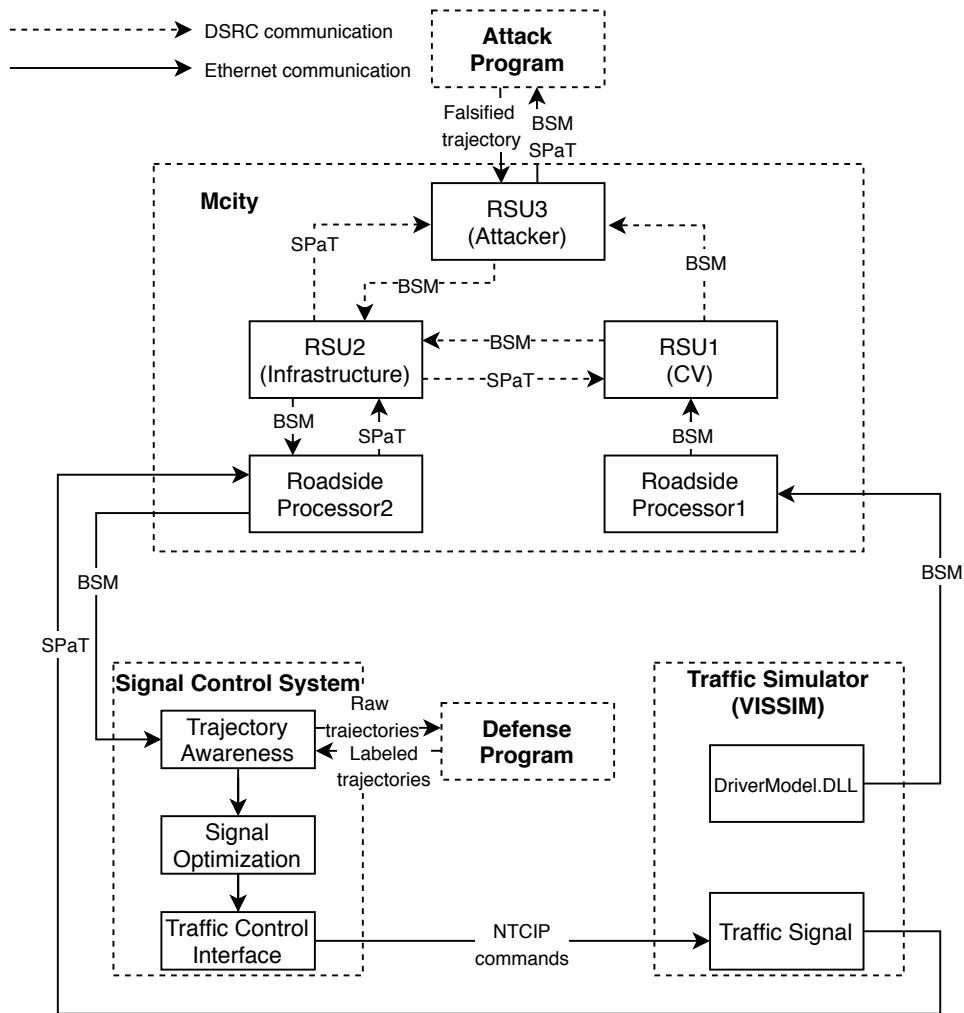 DSRC communication
Ethernet communication
Attack
Program
Falsified
trajectory
BSM
SPaT
Mcity
RSU3
(Attacker)
SPaT
BSM
BSM
RSU2
(Infrastructure)
BSM
SPaT
RSU1
(CV)
BSM
SPaT
BSM
Roadside
Processor2
Roadside
Processor1
BSM
SPaT
BSM
Signal Control System
Raw
trajectories
Labeled
trajectories
Trajectory
Awareness
Defense
Program
Signal
Optimization
Traffic Control
Interface
NTCIP
commands
Traffic Simulator
(VISSIM)
DriverModel.DLL
Traffic Signal